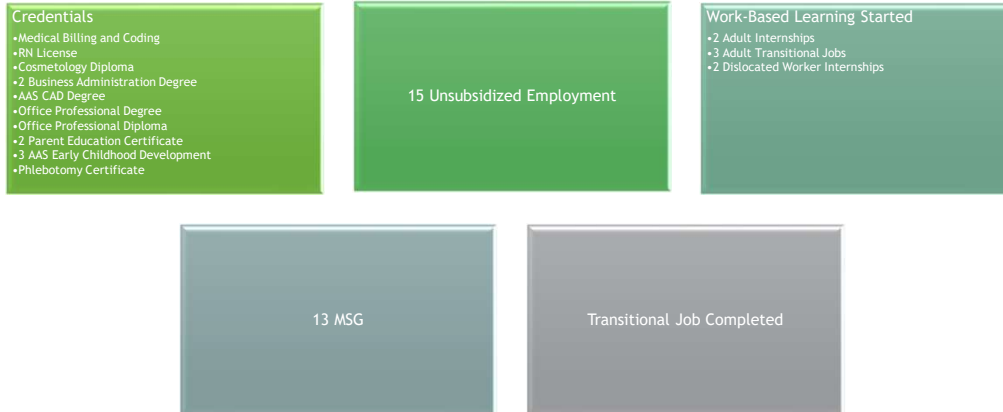 Credentials
•Medical Billing and Coding
•RN License
•Cosmetology Diploma
•2 Business Administration Degree
•AAS CAD Degree
•Office Professional Degree
•Office Professional Diploma
•2 Parent Education Certificate
•3 AAS Early Childhood Development
•Phlebotomy Certificate
15 Unsubsidized Employment
Work-Based Learning Started
•2 Adult Internships
•3 Adult Transitional Jobs
•2 Dislocated Worker Internships
13 MSG
Transitional Job Completed